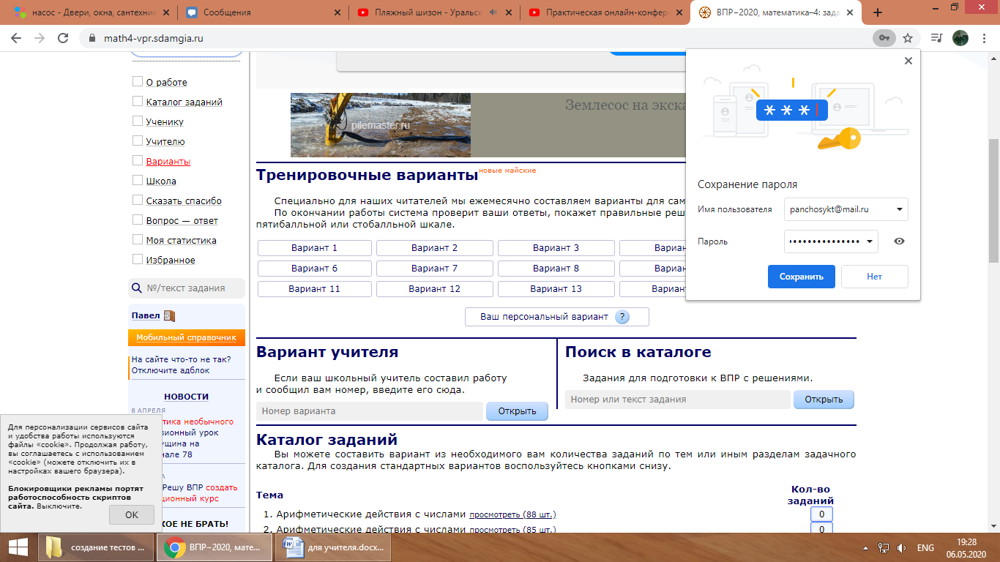 насос - Двери, окна, сантехник
Сообщения
Пляжный шизон - Уральск
Практическая онлайн-конфер
ВПР–2020, математика–4: зада
math4-vpr.sdamgia.ru
О работе
Каталог заданий
Ученику
Учителю
Варианты
Школа
Сказать спасибо
Вопрос — ответ
Моя статистика
Избранное
№/текст задания
Павел
Мобильный справочник
На сайте что-то не так?
Отключите адблок
НОВОСТИ
8 АПРЕЛЯ
тика необычного
ионный урок
ущина на
нале 78
Решу ВПР создать
ционный курс
КОЕ НЕ БРАТЬ!
Для персонализации сервисов сайта
и удобства работы используются
файлы «cookie». Продолжая работу,
вы соглашаетесь с использованием
«cookie» (можете отключить их в
настройках вашего браузера).
Блокировщики рекламы портят
работоспособность скриптов
сайта. Выключите.
OK
pilemaster.ru
Землесос на экска
Тренировочные варианты новые майские
Специально для наших читателей мы ежемесячно составляем варианты для сам
По окончании работы система проверит ваши ответы, покажет правильные реш
пятибалльной или стобалльной шкале.
Вариант 1 Вариант 2 Вариант 3 Вариан
Вариант 6 Вариант 7 Вариант 8 Вариан
Вариант 11 Вариант 12 Вариант 13 Вариант
Ваш персональный вариант ?
Вариант учителя
Если ваш школьный учитель составил работу
и сообщил вам номер, введите его сюда.
Номер варианта Открыть
Поиск в каталоге
Задания для подготовки к ВПР с решениями.
Номер или текст задания Открыть
Каталог заданий
Вы можете составить вариант из необходимого вам количества заданий по тем или иным разделам задачного
каталога. Для создания стандартных вариантов воспользуйтесь кнопками снизу.
Тема
Кол-во
заданий
1. Арифметические действия с числами просмотреть (88 шт.) 0
2. Арифметические действия с числами просмотреть (85 шт.) 0
Сохранение пароля
Имя пользователя panchosykt@mail.ru
Пароль •••••••••••••••
Сохранить Нет
создание тестов ...
ВПР–2020, мате...
для учителя.docx...
ENG
19:28
06.05.2020